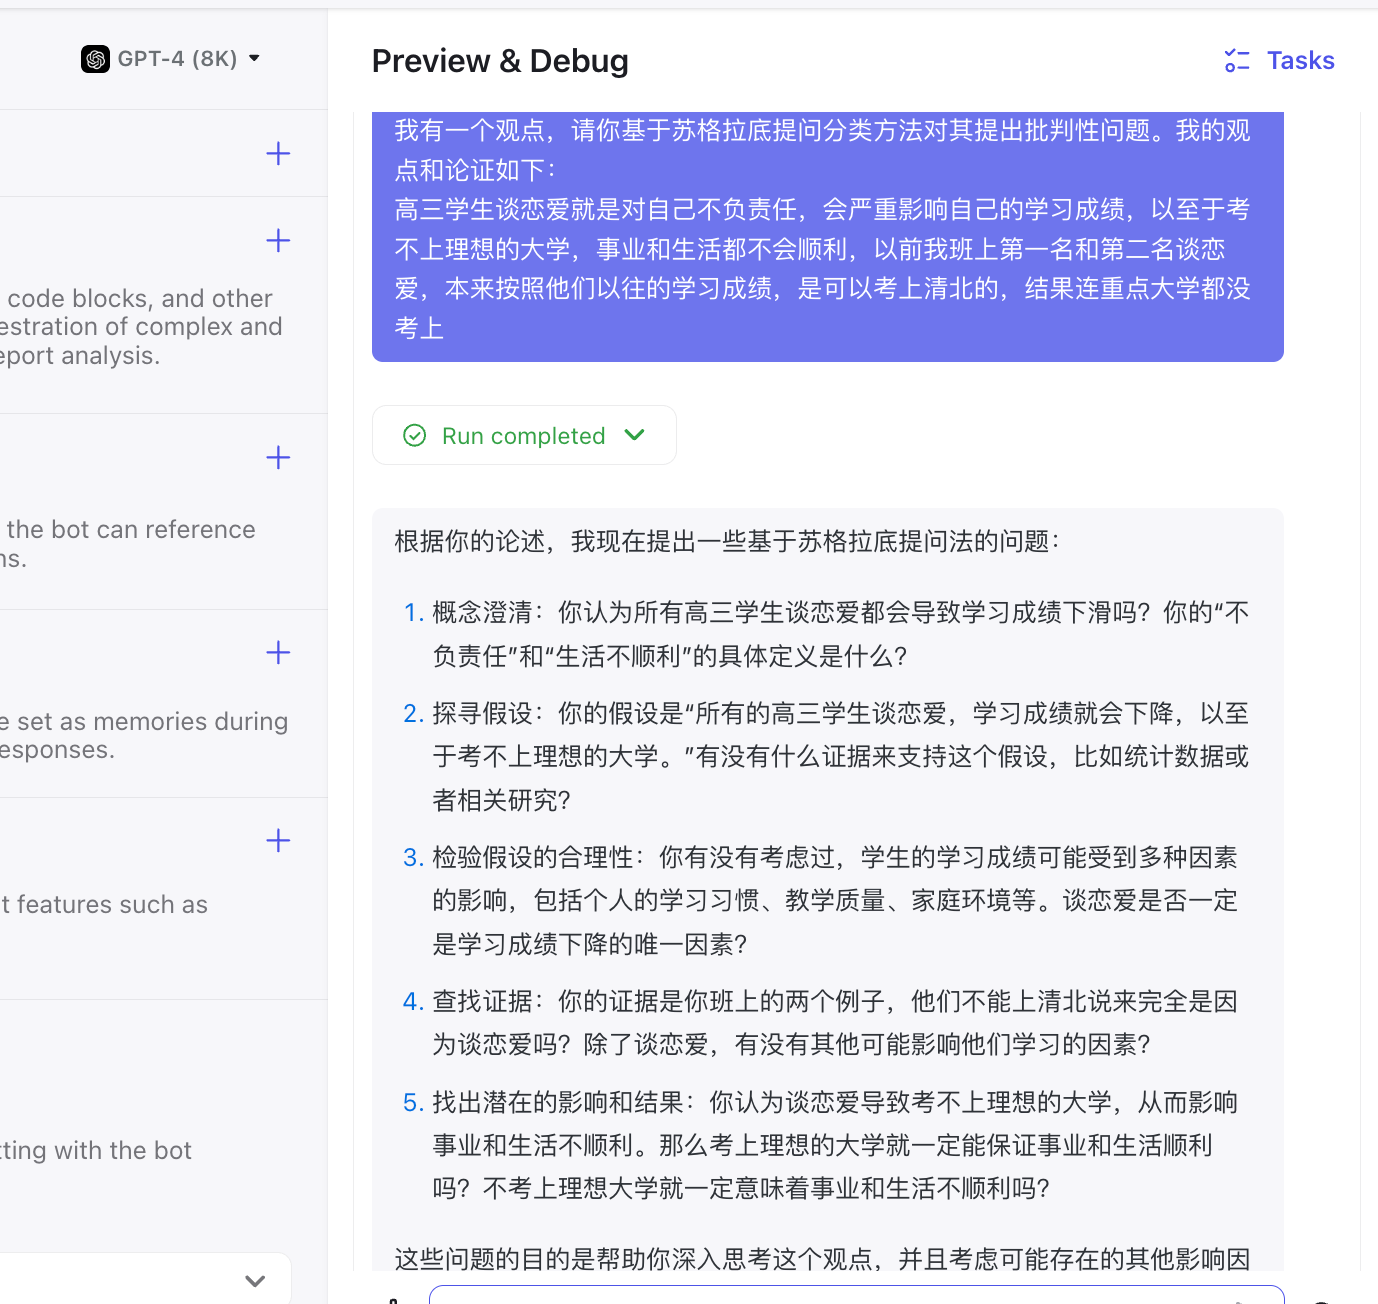 GPT-4 (8K)
code blocks, and other
estration of complex and
eport analysis.
the bot can reference
ns.
e set as memories during
esponses.
t features such as
tting with the bot
Preview & Debug
Tasks
我有一个观点，请你基于苏格拉底提问分类方法对其提出批判性问题。我的观
点和论证如下：
高三学生谈恋爱就是对自己不负责任，会严重影响自己的学习成绩，以至于考
不上理想的大学，事业和生活都不会顺利，以前我班上第一名和第二名谈恋
爱，本来按照他们以往的学习成绩，是可以考上清北的，结果连重点大学都没
考上
Run completed
根据你的论述，我现在提出一些基于苏格拉底提问法的问题：
1. 概念澄清：你认为所有高三学生谈恋爱都会导致学习成绩下滑吗？你的“不
负责任”和“生活不顺利”的具体定义是什么？
2. 探寻假设：你的假设是“所有的高三学生谈恋爱，学习成绩就会下降，以至
于考不上理想的大学。”有没有什么证据来支持这个假设，比如统计数据或
者相关研究？
3. 检验假设的合理性：你有没有考虑过，学生的学习成绩可能受到多种因素
的影响，包括个人的学习习惯、教学质量、家庭环境等。谈恋爱是否一定
是学习成绩下降的唯一因素？
4. 查找证据：你的证据是你班上的两个例子，他们不能上清北说来完全是因
为谈恋爱吗？除了谈恋爱，有没有其他可能影响他们学习的因素？
5. 找出潜在的影响和结果：你认为谈恋爱导致考不上理想的大学，从而影响
事业和生活不顺利。那么考上理想的大学就一定能保证事业和生活顺利
吗？不考上理想大学就一定意味着事业和生活不顺利吗？
这些问题的目的是帮助你深入思考这个观点，并且考虑可能存在的其他影响因